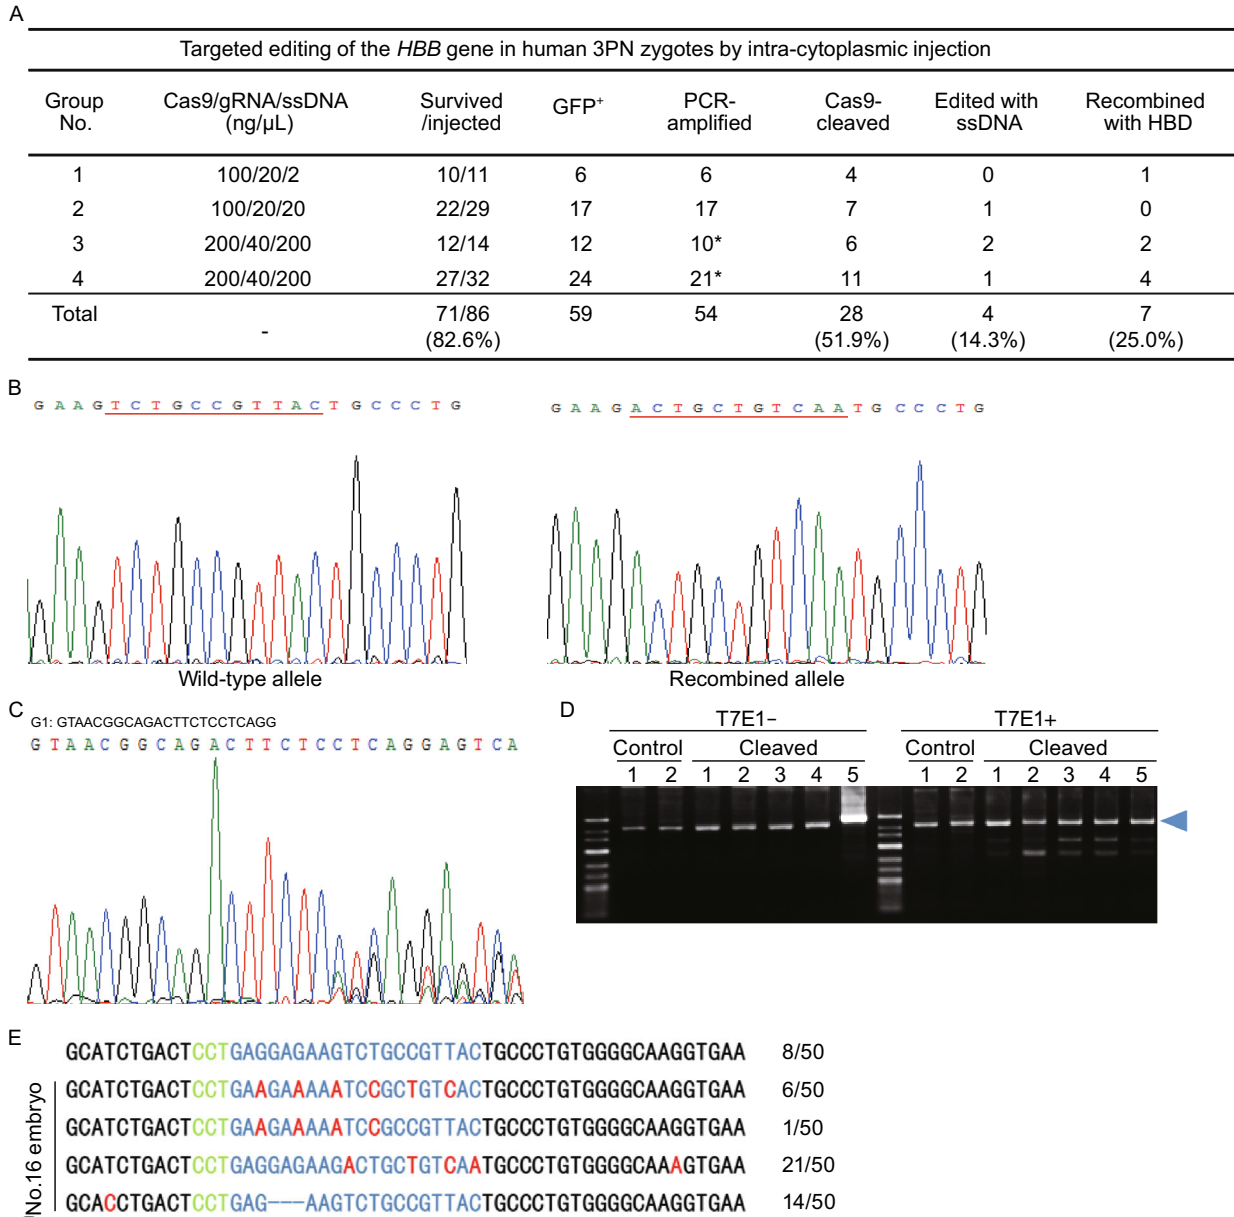 A
Targeted editing of the HBB gene in human 3PN zygotes by intra-cytoplasmic injection
Group No. Cas9/gRNA/ssDNA (ng/µL) Survived /injected GFP+ PCR-amplified Cas9-cleaved Edited with ssDNA Recombined with HBD
1 100/20/2 10/11 6 6 4 0 1
2 100/20/20 22/29 17 17 7 1 0
3 200/40/200 12/14 12 10* 6 2 2
4 200/40/200 27/32 24 21* 11 1 4
Total - 71/86 (82.6%) 59 54 28 (51.9%) 4 (14.3%) 7 (25.0%)
B
G A A G T C T G C C G T T A C T G C C C T G
G A A G A C T G C T G T C A A T G C C C T G
Wild-type allele
Recombined allele
C
G1: GTAACGGCAGACTTCTCCTCAGG
G T A A C G G C A G A C T T C T C C T C A G G A G T C A
D
T7E1− T7E1+
Control Cleaved Control Cleaved
1 2 1 2 3 4 5 1 2 1 2 3 4 5
E
GCATCTGACTCCTGAGGAGAAGTCTGCCGTTACTGCCCTGTGGGGCAAGGTGAA 8/50
No.16 embryo
GCATCTGACTCCTGAAGAAAAATCCGCTGTCACTGCCCTGTGGGGCAAGGTGAA 6/50
GCATCTGACTCCTGAAGAAAAATCCGCCGTTACTGCCCTGTGGGGCAAGGTGAA 1/50
GCATCTGACTCCTGAGGAGAAGACTGCTGTCAATGCCCTGTGGGGCAAAGTGAA 21/50
GCACCTGACTCCTGAG---AAGTCTGCCGTTACTGCCCTGTGGGGCAAGGTGAA 14/50